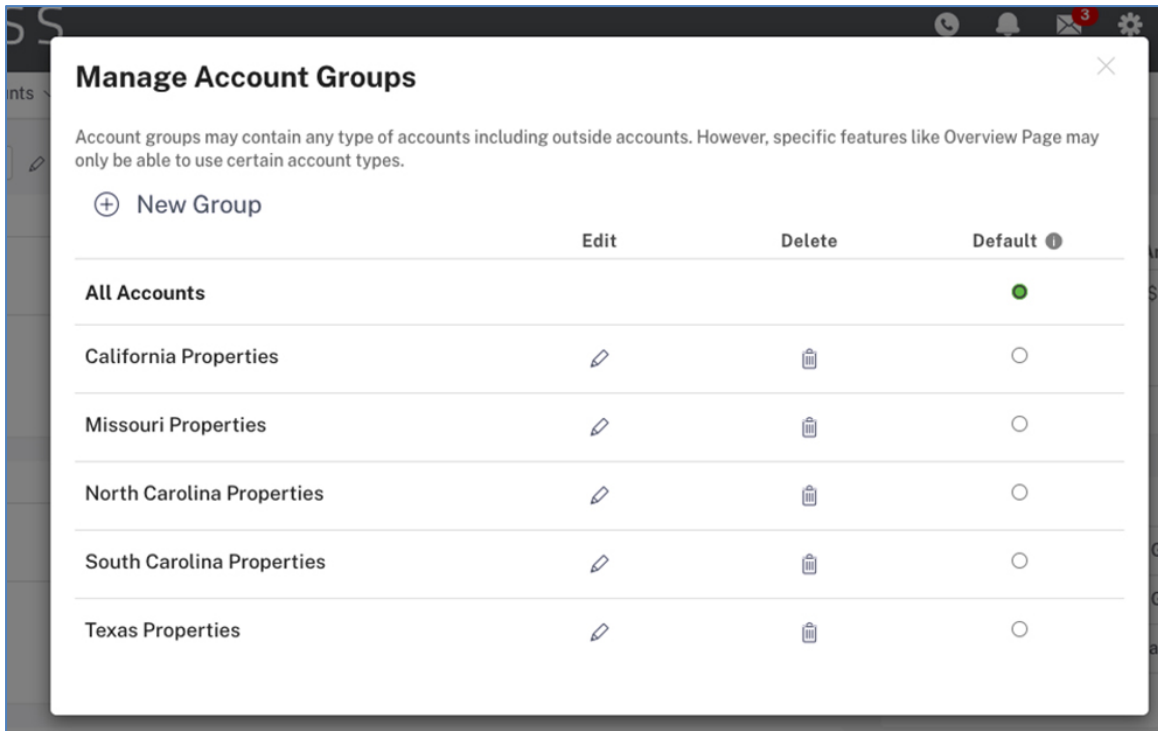 SS
3
Manage Account Groups
Account groups may contain any type of accounts including outside accounts. However, specific features like Overview Page may
only be able to use certain account types.
New Group
Edit Delete Default
All Accounts
California Properties
Missouri Properties
North Carolina Properties
South Carolina Properties
Texas Properties